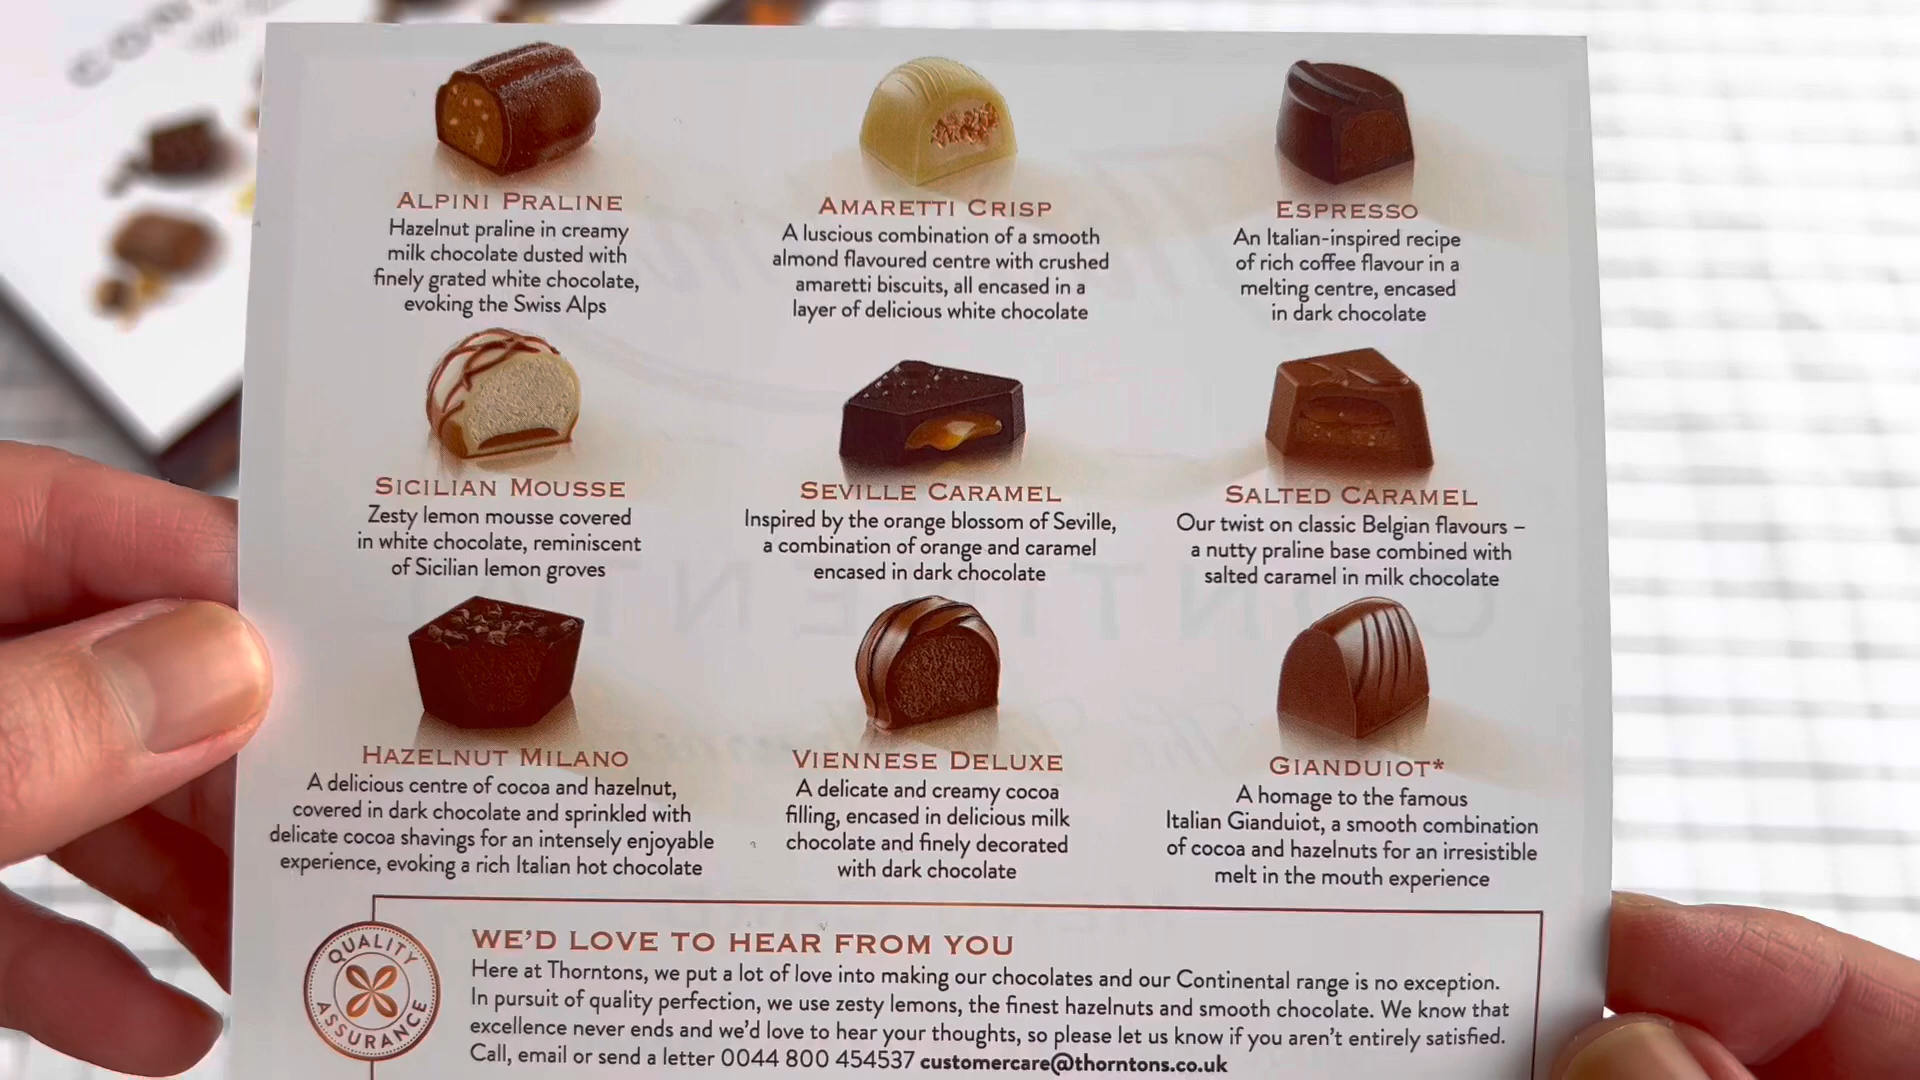 ALPINI PRALINE
Hazelnut praline in creamy
milk chocolate dusted with
finely grated white chocolate,
evoking the Swiss Alps
AMARETTI CRISP
A luscious combination of a smooth
almond flavoured centre with crushed
amaretti biscuits, all encased in a
layer of delicious white chocolate
ESPRESSO
An Italian-inspired recipe
of rich coffee flavour in a
melting centre, encased
in dark chocolate
SICILIAN MOUSSE
Zesty lemon mousse covered
in white chocolate, reminiscent
of Sicilian lemon groves
SEVILLE CARAMEL
Inspired by the orange blossom of Seville,
a combination of orange and caramel
encased in dark chocolate
SALTED CARAMEL
Our twist on classic Belgian flavours –
a nutty praline base combined with
salted caramel in milk chocolate
HAZELNUT MILANO
A delicious centre of cocoa and hazelnut,
covered in dark chocolate and sprinkled with
delicate cocoa shavings for an intensely enjoyable
experience, evoking a rich Italian hot chocolate
VIENNESE DELUXE
A delicate and creamy cocoa
filling, encased in delicious milk
chocolate and finely decorated
with dark chocolate
GIANDUIOT*
A homage to the famous
Italian Gianduiot, a smooth combination
of cocoa and hazelnuts for an irresistible
melt in the mouth experience
QUALITY
ASSURANCE
WE'D LOVE TO HEAR FROM YOU
Here at Thorntons, we put a lot of love into making our chocolates and our Continental range is no exception.
In pursuit of quality perfection, we use zesty lemons, the finest hazelnuts and smooth chocolate. We know that
excellence never ends and we'd love to hear your thoughts, so please let us know if you aren't entirely satisfied.
Call, email or send a letter 0044 800 454537 customercare@thorntons.co.uk